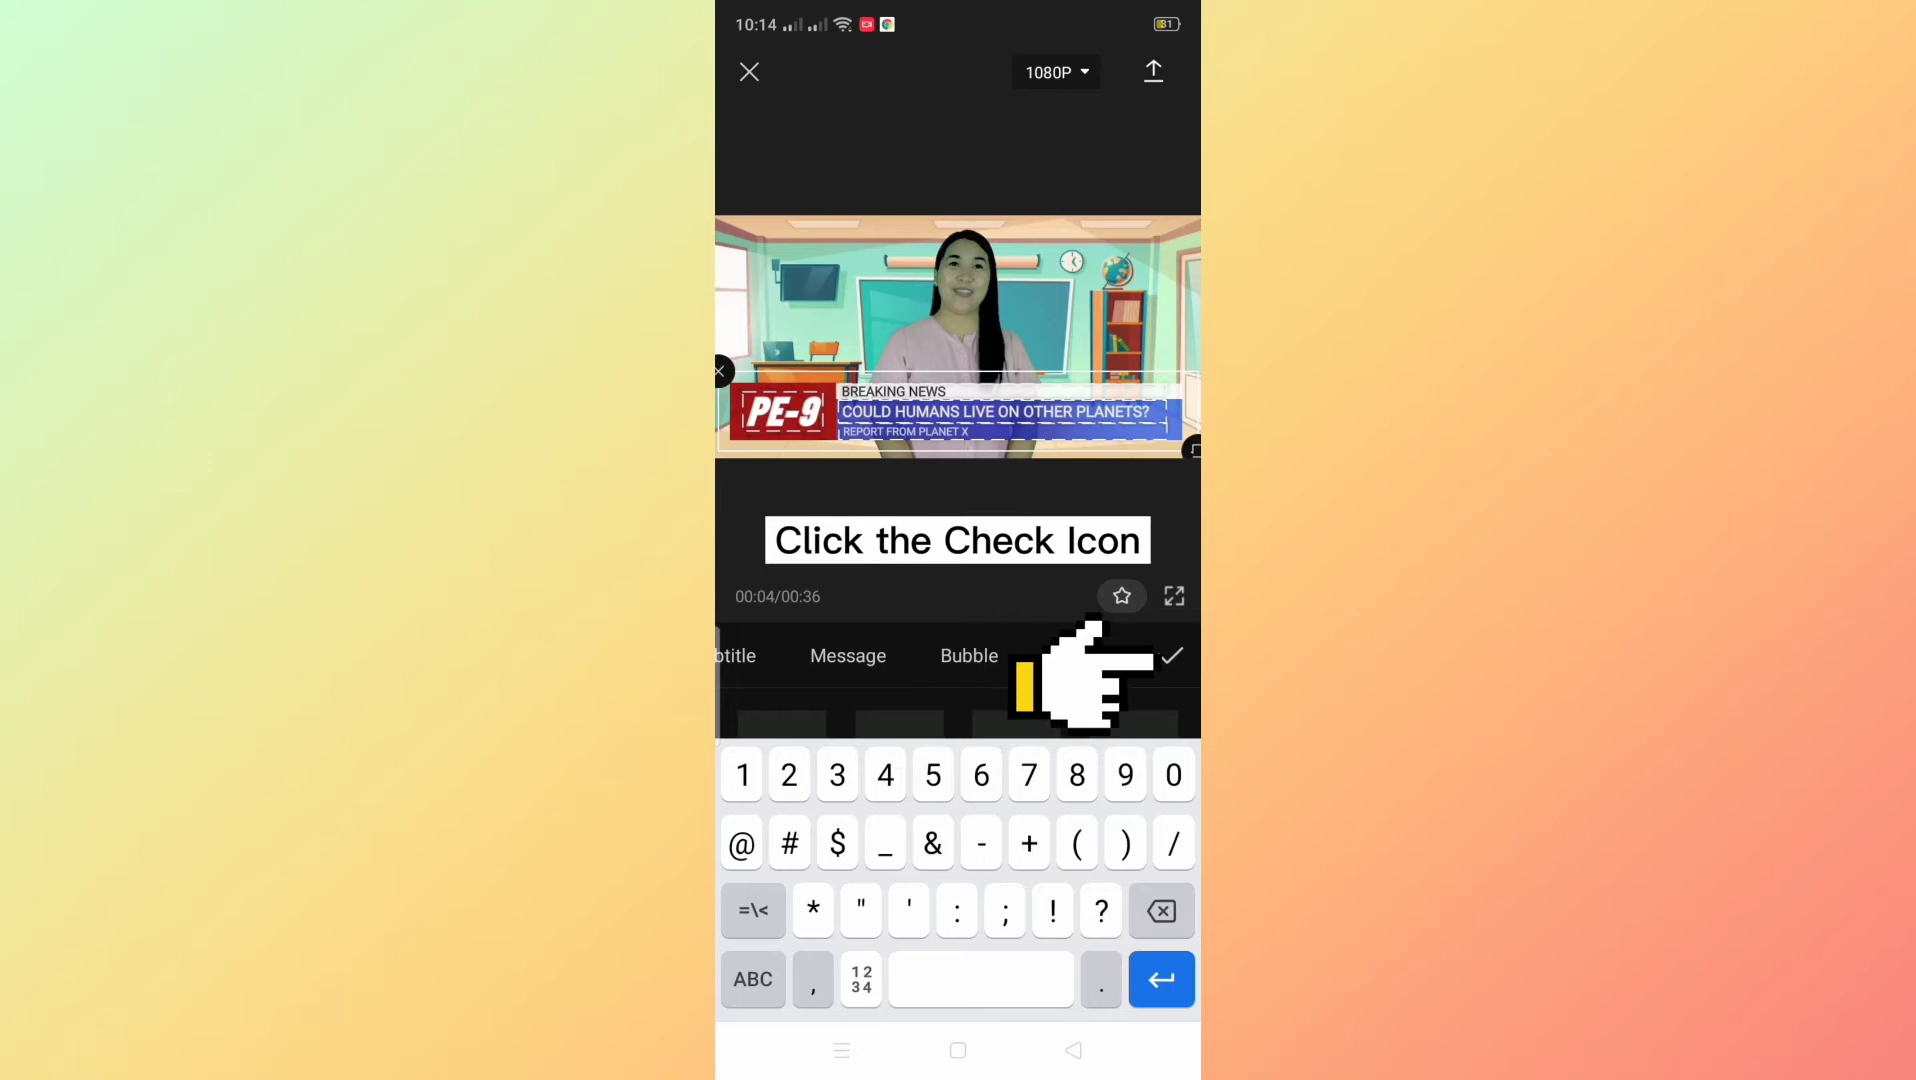 10:14
31
1080P
BREAKING NEWS
PE-9
COULD HUMANS LIVE ON OTHER PLANETS?
REPORT FROM PLANET X
Click the Check Icon
00:04/00:36
btitle Message Bubble
1 2 3 4 5 6 7 8 9 0
@ # $ _ & - + ( ) /
=\< * " ' : ; ! ?
ABC , 12 34 .